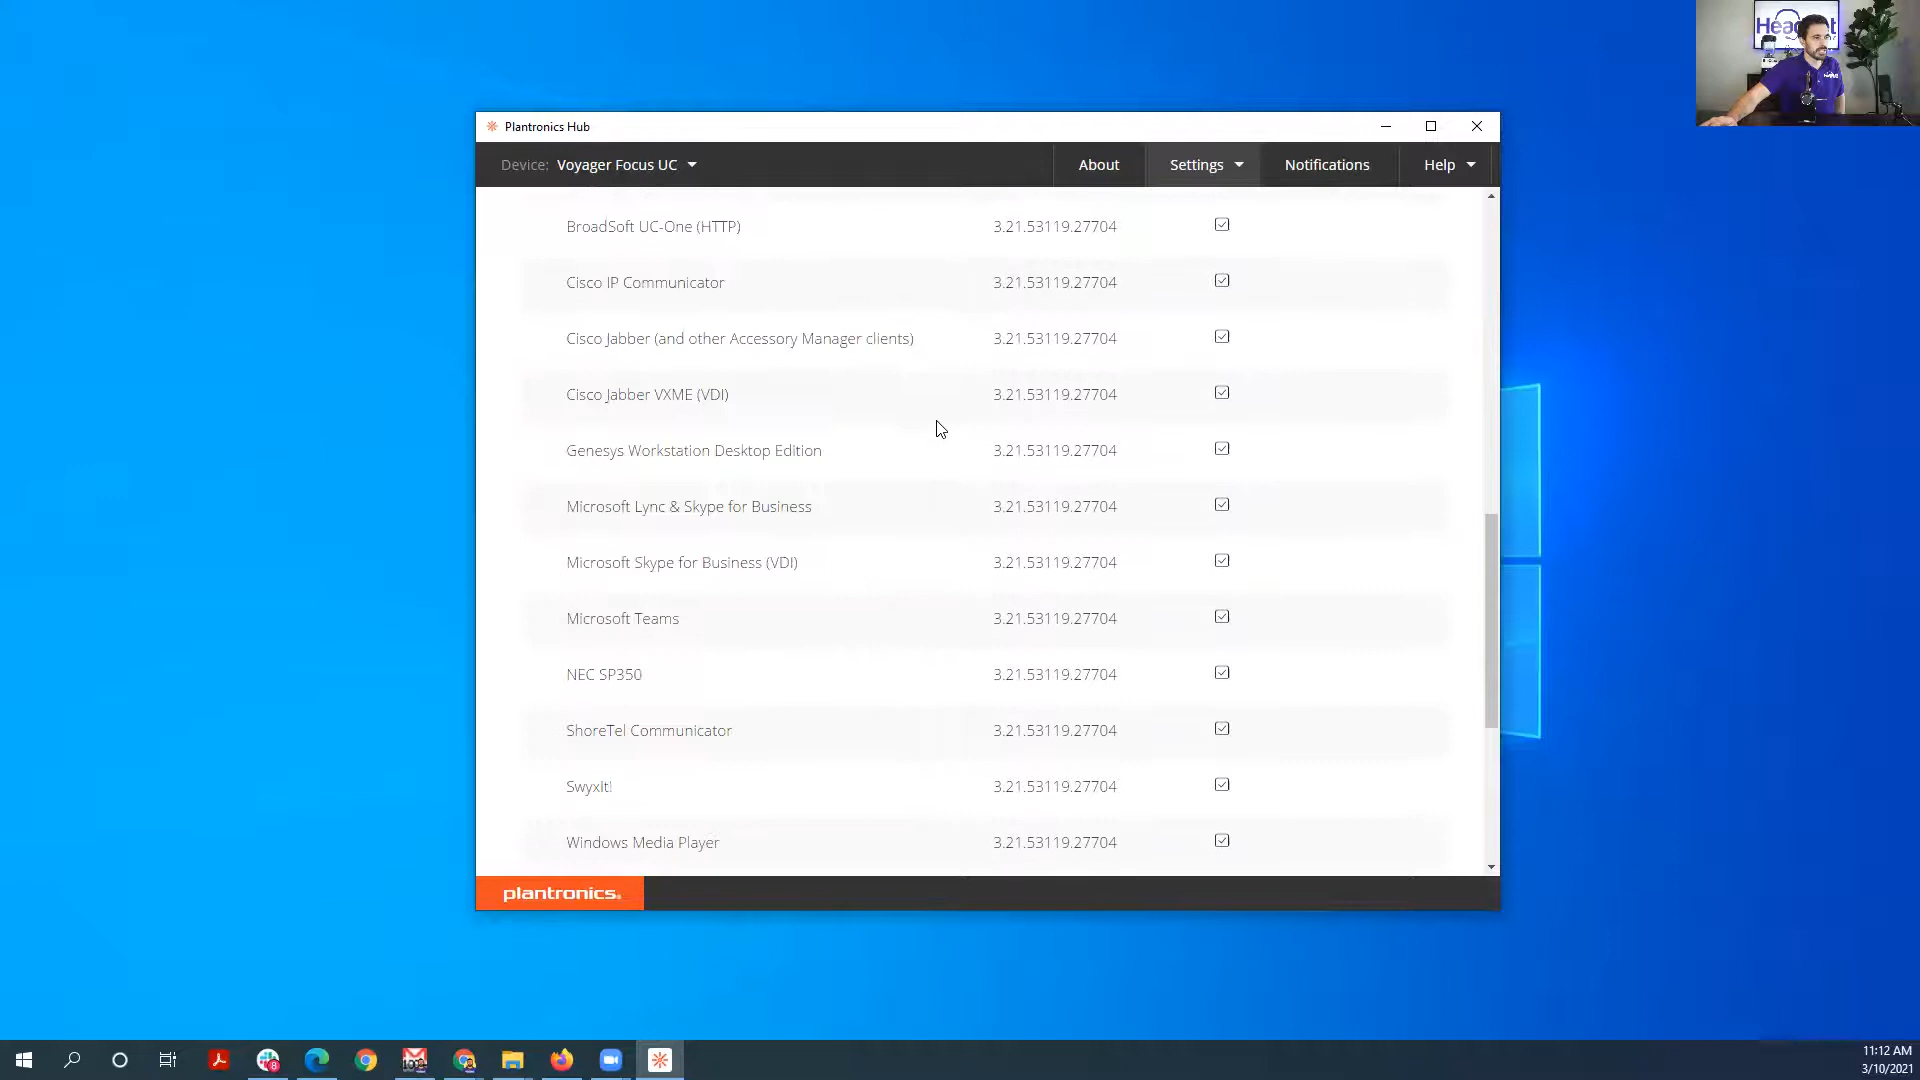 Plantronics Hub
Device: Voyager Focus UC About Settings Notifications Help
BroadSoft UC-One (HTTP) 3.21.53119.27704
Cisco IP Communicator 3.21.53119.27704
Cisco Jabber (and other Accessory Manager clients) 3.21.53119.27704
Cisco Jabber VXME (VDI) 3.21.53119.27704
Genesys Workstation Desktop Edition 3.21.53119.27704
Microsoft Lync & Skype for Business 3.21.53119.27704
Microsoft Skype for Business (VDI) 3.21.53119.27704
Microsoft Teams 3.21.53119.27704
NEC SP350 3.21.53119.27704
ShoreTel Communicator 3.21.53119.27704
SwyxIt! 3.21.53119.27704
Windows Media Player 3.21.53119.27704
plantronics.
11:12 AM
3/10/2021